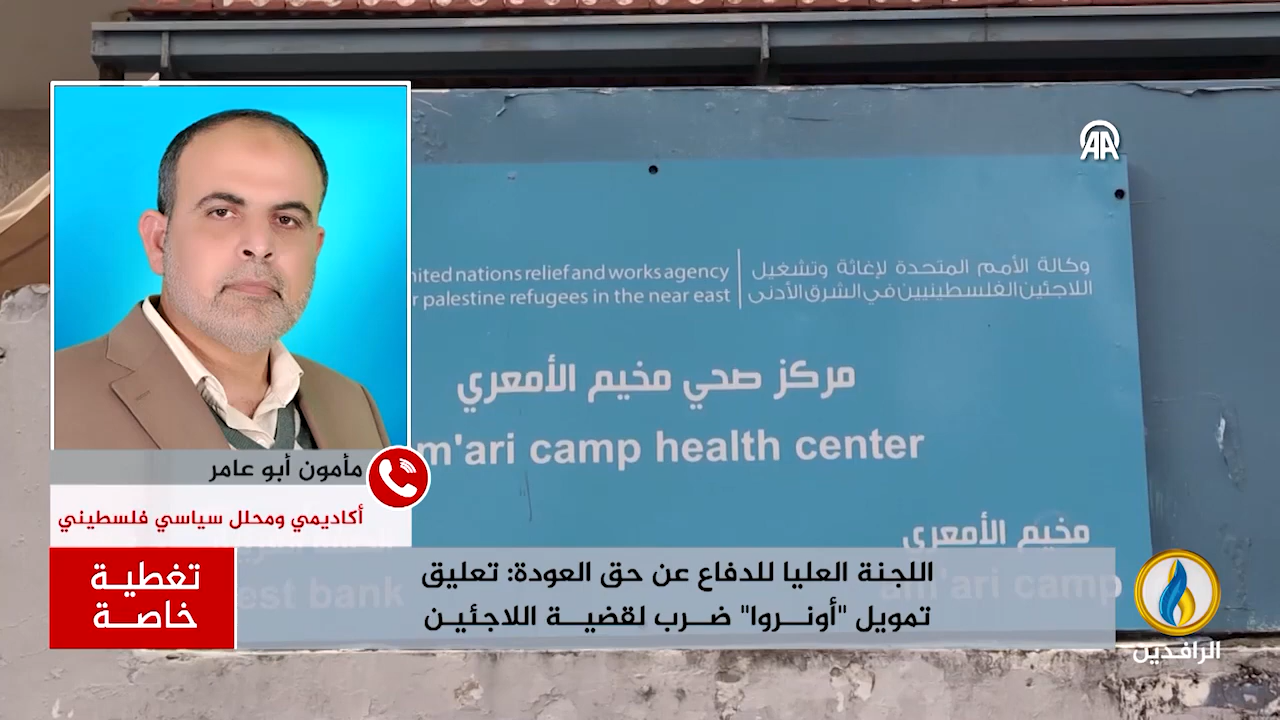 AA
nited nations relief and works agency
r palestine refugees in the near east
وكالة الأمم المتحدة لإغاثة وتشغيل
اللاجئين الفلسطينيين في الشرق الأدنى
مركز صحي مخيم الأمعري
m'ari camp health center
مخيم الأمعري
am'ari camp
est bank
مأمون أبو عامر
أكاديمي ومحلل سياسي فلسطيني
تغطية
خاصة
اللجنة العليا للدفاع عن حق العودة: تعليق
تمويل "أونروا" ضرب لقضية اللاجئين
الرافدين